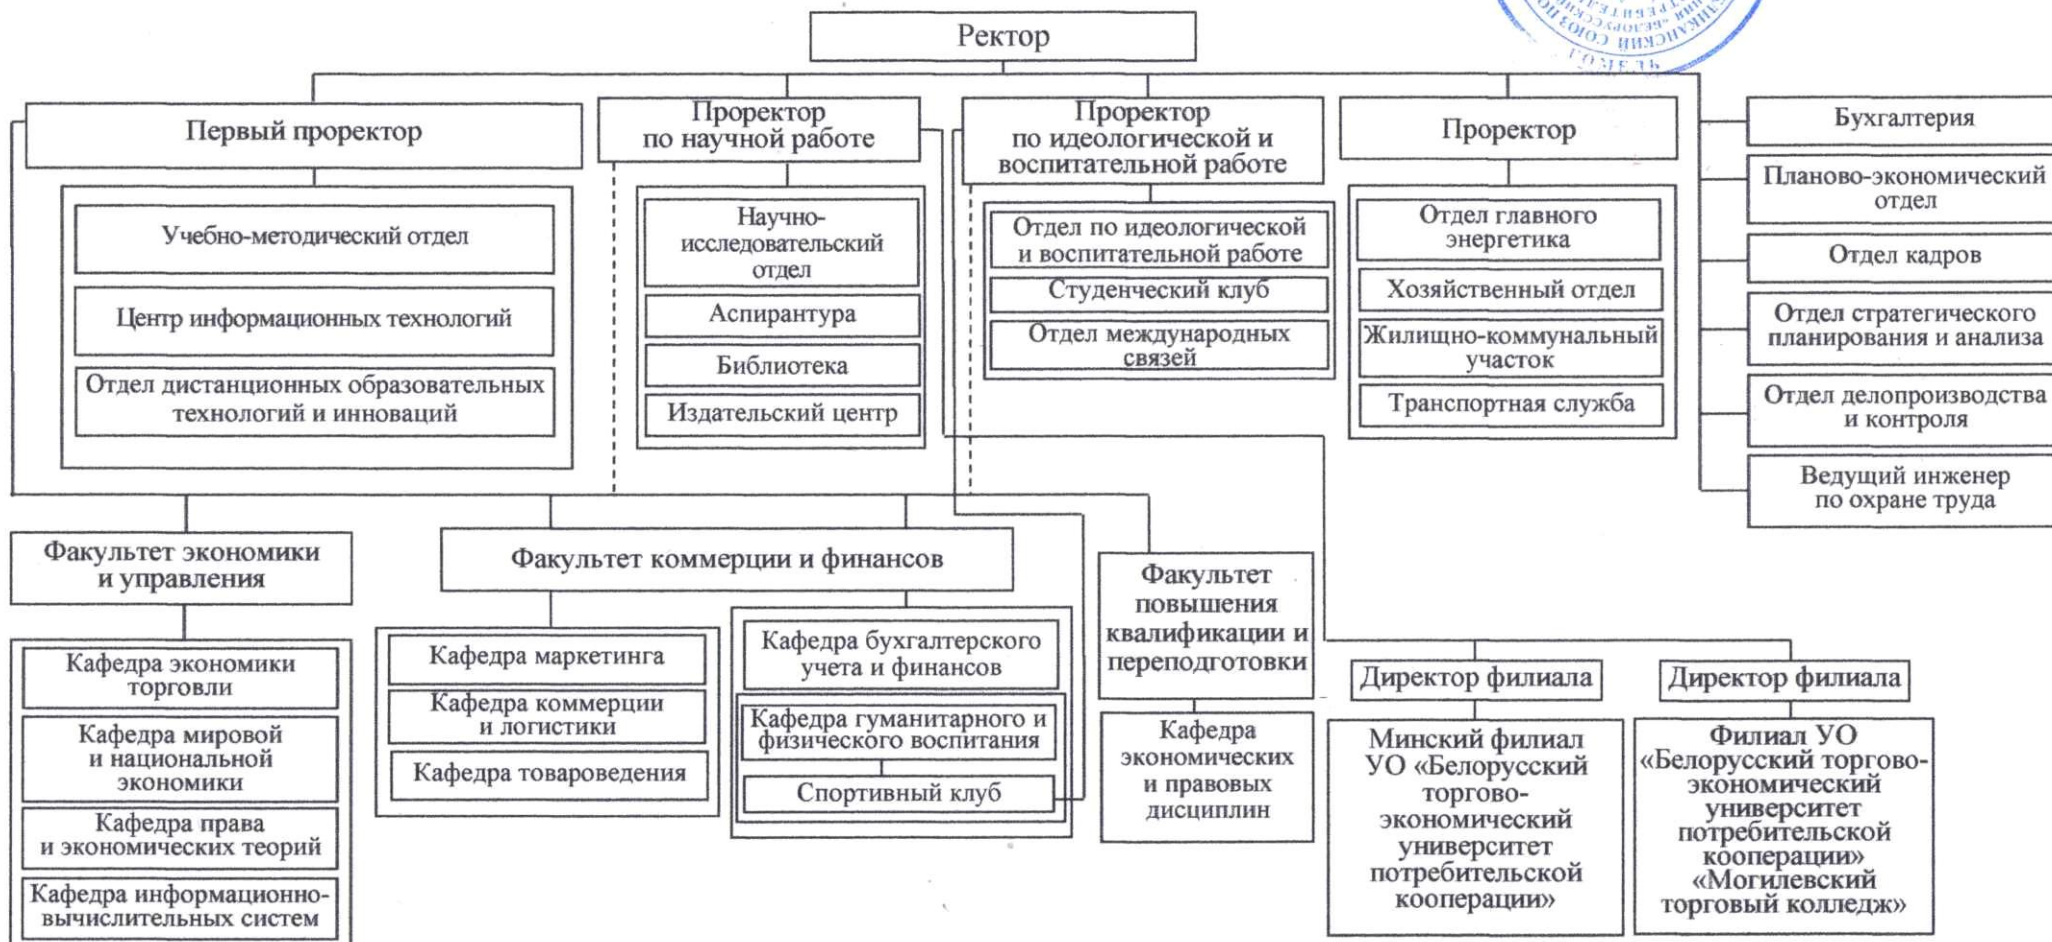 Ректор
Первый проректор
Проректор
по научной работе
Проректор
по идеологической и
воспитательной работе
Проректор
Бухгалтерия
Планово-экономический
отдел
Отдел кадров
Отдел стратегического
планирования и анализа
Отдел делопроизводства
и контроля
Ведущий инженер
по охране труда
Учебно-методический отдел
Центр информационных технологий
Отдел дистанционных образовательных
технологий и инноваций
Научно-
исследовательский
отдел
Аспирантура
Библиотека
Издательский центр
Отдел по идеологической
и воспитательной работе
Студенческий клуб
Отдел международных
связей
Отдел главного
энергетика
Хозяйственный отдел
Жилищно-коммунальный
участок
Транспортная служба
Факультет экономики
и управления
Кафедра экономики
торговли
Кафедра мировой
и национальной
экономики
Кафедра права
и экономических теорий
Кафедра информационно-
вычислительных систем
Факультет коммерции и финансов
Кафедра маркетинга
Кафедра коммерции
и логистики
Кафедра товароведения
Кафедра бухгалтерского
учета и финансов
Кафедра гуманитарного и
физического воспитания
Спортивный клуб
Факультет
повышения
квалификации и
переподготовки
Кафедра
экономических
и правовых
дисциплин
Директор филиала
Минский филиал
УО «Белорусский
торгово-
экономический
университет
потребительской
кооперации»
Директор филиала
Филиал УО
«Белорусский торгово-
экономический
университет
потребительской
кооперации»
«Могилевский
торговый колледж»
СОЮЗ